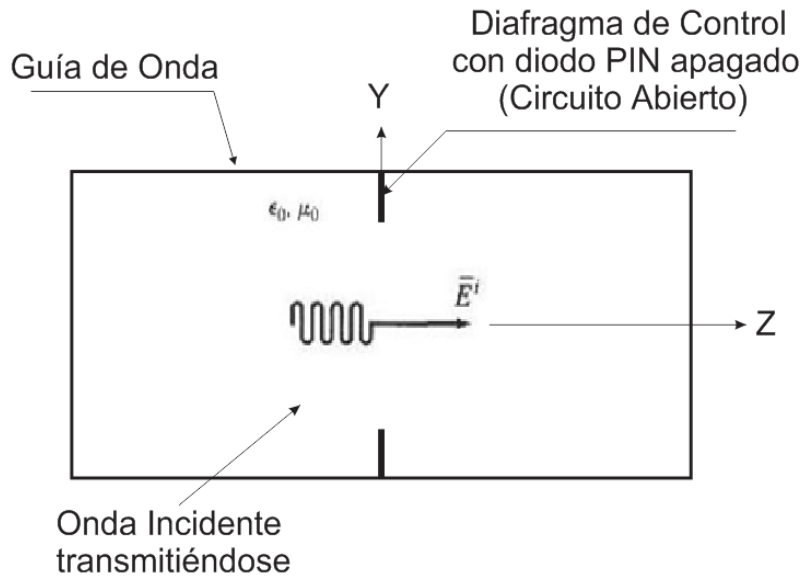 Diafragma de Control
con diodo PIN apagado
(Circuito Abierto)
Guía de Onda
Y
ϵ₀, μ₀
E̅ⁱ
Z
Onda Incidente
transmitiéndose